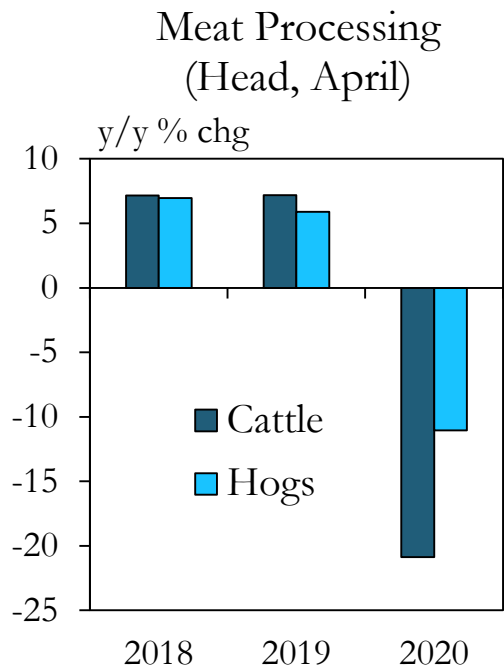 Meat Processing
(Head, April)
y/y % chg
10
5
0
-5
-10
-15
-20
-25
Cattle
Hogs
2018 2019 2020